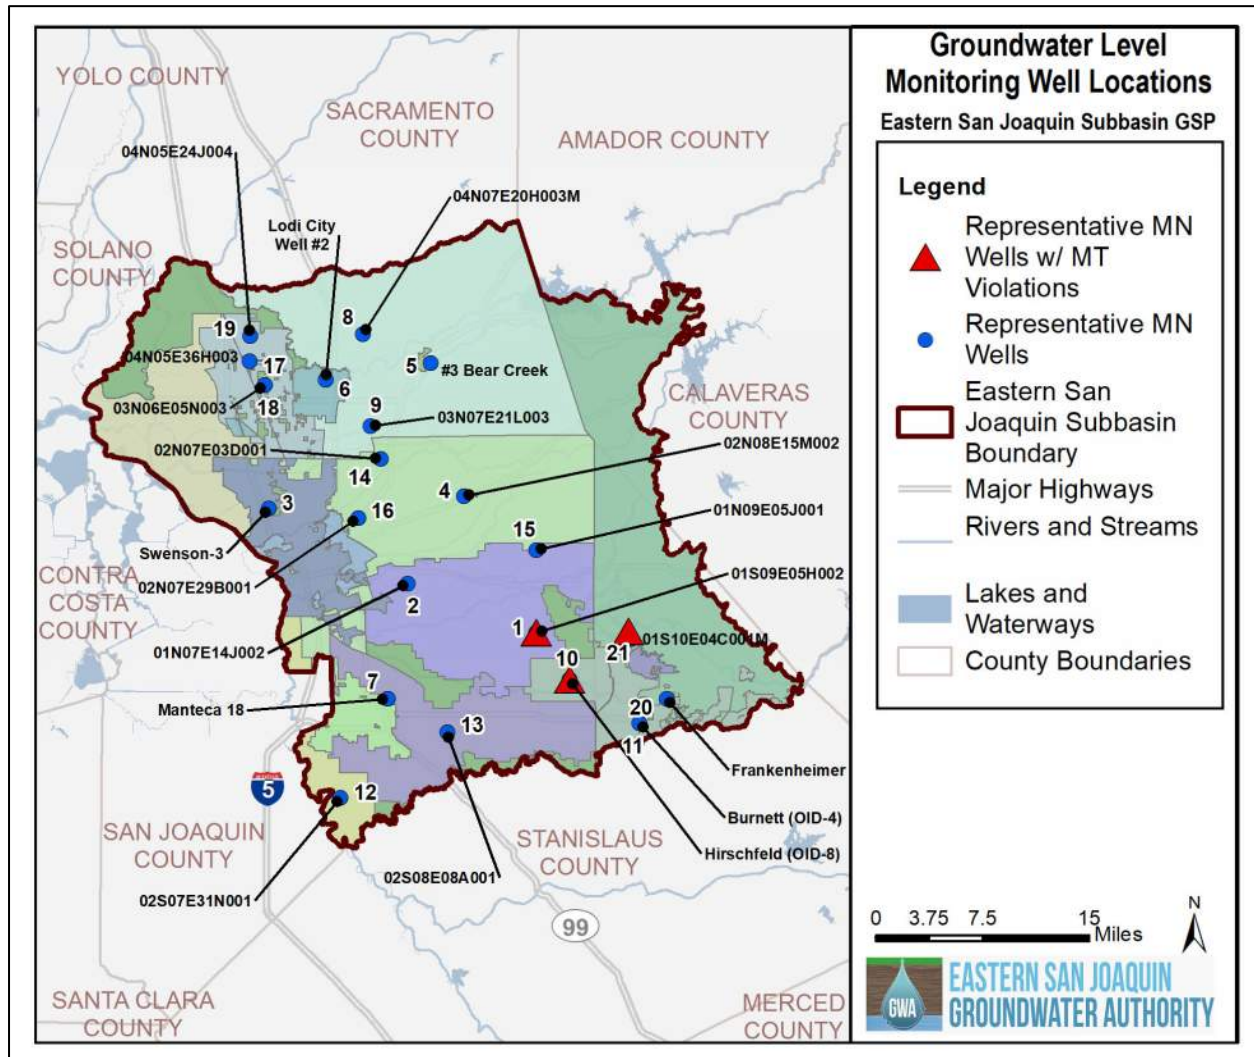 Groundwater Level
Monitoring Well Locations
Eastern San Joaquin Subbasin GSP
Legend
Representative MN
Wells w/ MT
Violations
Representative MN
Wells
Eastern San
Joaquin Subbasin
Boundary
Major Highways
Rivers and Streams
Lakes and
Waterways
County Boundaries
0 3.75 7.5 15
Miles
N
GWA
EASTERN SAN JOAQUIN
GROUNDWATER AUTHORITY
YOLO COUNTY
SACRAMENTO
COUNTY
AMADOR COUNTY
04N05E24J004
04N07E20H003M
Lodi City
Well #2
SOLANO
COUNTY
19
8
04N05E36H003
17
5
#3 Bear Creek
6
03N06E05N003
18
CALAVERAS
COUNTY
9
03N07E21L003
02N07E03D001
14
02N08E15M002
4
3
16
01N09E05J001
15
Swenson-3
CONTRA
COSTA
COUNTY
02N07E29B001
2
01S09E05H002
1
01S10E04C001M
21
01N07E14J002
10
7
Manteca 18
20
13
11
Frankenheimer
5
12
Burnett (OID-4)
SAN JOAQUIN
COUNTY
STANISLAUS
COUNTY
Hirschfeld (OID-8)
02S08E08A001
02S07E31N001
99
SANTA CLARA
COUNTY
MERCED
COUNTY